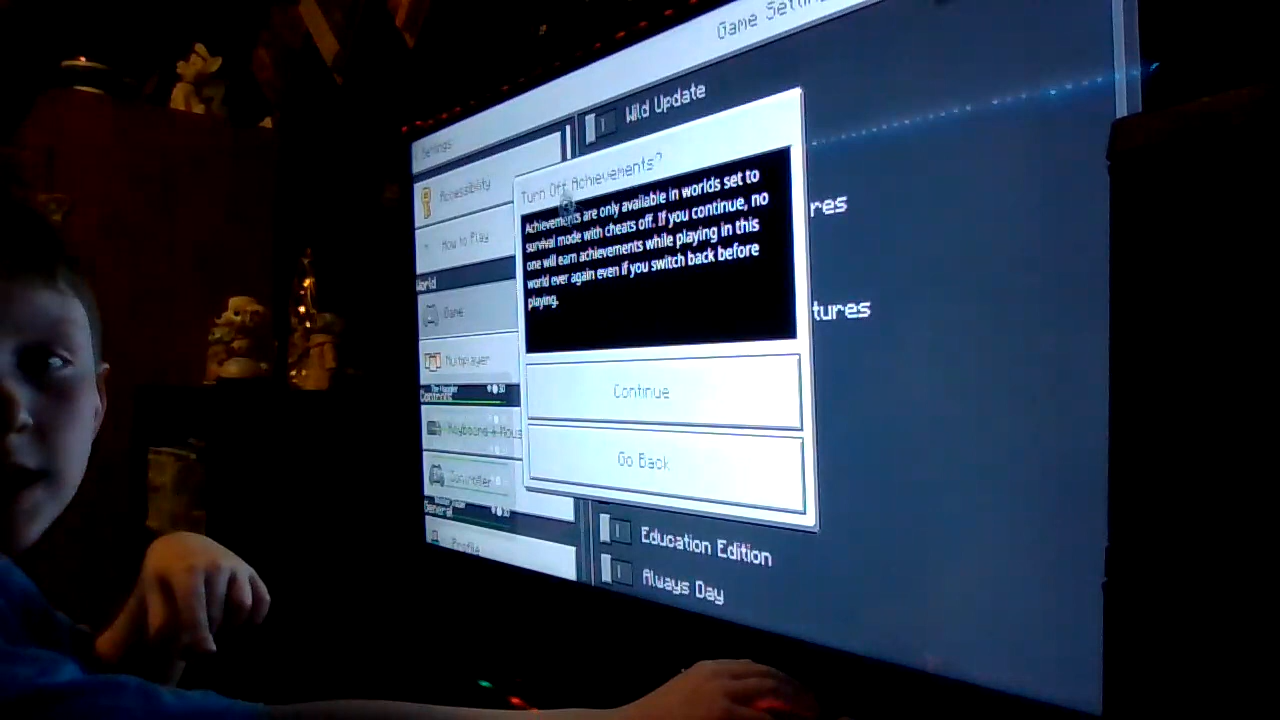 Game Settin
Settings
Wild Update
Accessibility
How to Play
World
Game
Multiplayer
Controls
Keyboard & Mous
Controller
General
Profile
Turn Off Achievements?
Achievements are only available in worlds set to
survival mode with cheats off. If you continue, no
one will earn achievements while playing in this
world ever again even if you switch back before
playing.
Continue
Go Back
res
tures
Education Edition
Always Day